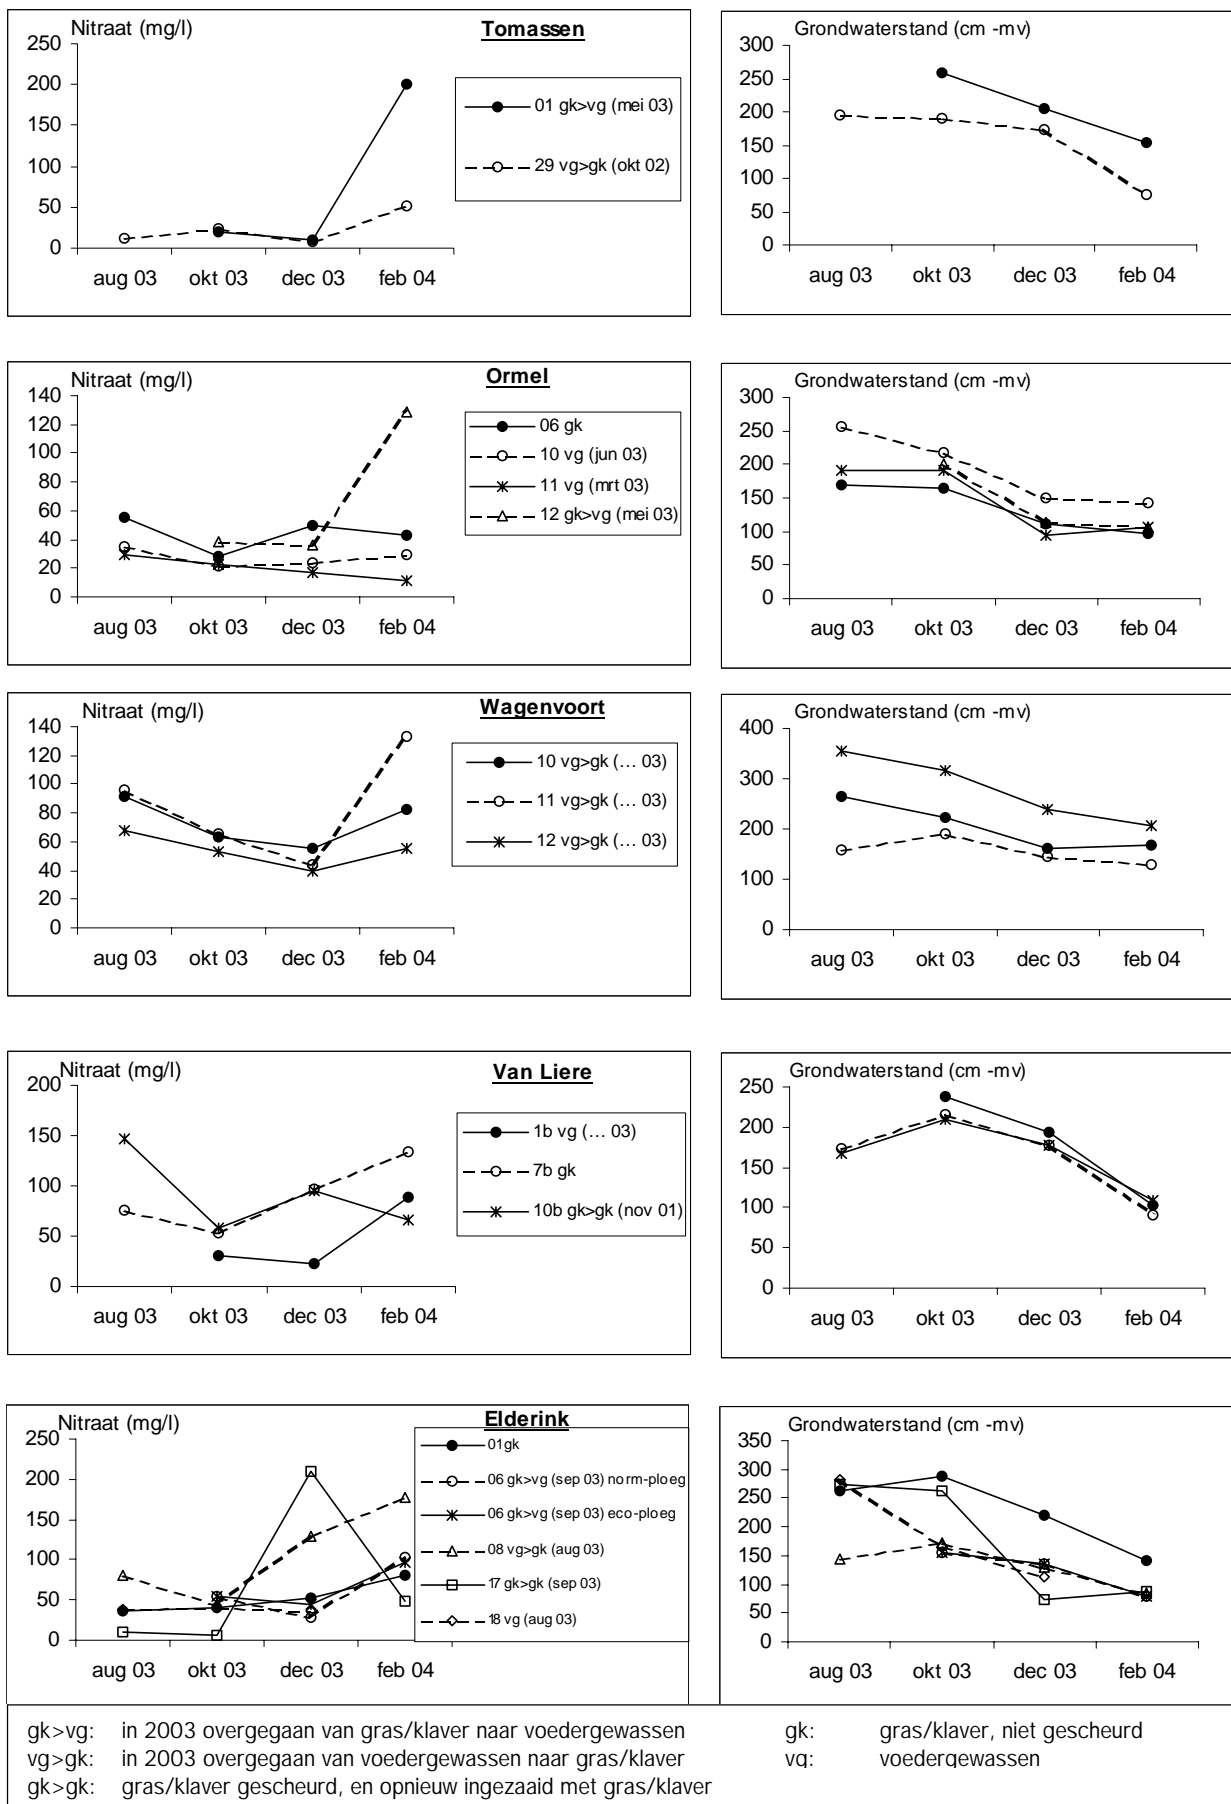 Nitraat (mg/l)
Tomassen
250
200
150
100
50
0
aug 03 okt 03 dec 03 feb 04
01 gk>vg (mei 03)
29 vg>gk (okt 02)
Grondwaterstand (cm -mv)
300
250
200
150
100
50
0
aug 03 okt 03 dec 03 feb 04
Nitraat (mg/l)
Ormel
140
120
100
80
60
40
20
0
aug 03 okt 03 dec 03 feb 04
06 gk
10 vg (jun 03)
11 vg (mrt 03)
12 gk>vg (mei 03)
Grondwaterstand (cm -mv)
300
250
200
150
100
50
0
aug 03 okt 03 dec 03 feb 04
Nitraat (mg/l)
Wagenvoort
140
120
100
80
60
40
20
0
aug 03 okt 03 dec 03 feb 04
10 vg>gk (... 03)
11 vg>gk (... 03)
12 vg>gk (... 03)
Grondwaterstand (cm -mv)
400
300
200
100
0
aug 03 okt 03 dec 03 feb 04
Nitraat (mg/l)
Van Liere
200
150
100
50
0
aug 03 okt 03 dec 03 feb 04
1b vg (... 03)
7b gk
10b gk>gk (nov 01)
Grondwaterstand (cm -mv)
250
200
150
100
50
0
aug 03 okt 03 dec 03 feb 04
Nitraat (mg/l)
Elderink
250
200
150
100
50
0
aug 03 okt 03 dec 03 feb 04
01gk
06 gk>vg (sep 03) norm-ploeg
06 gk>vg (sep 03) eco-ploeg
08 vg>gk (aug 03)
17 gk>gk (sep 03)
18 vg (aug 03)
Grondwaterstand (cm -mv)
350
300
250
200
150
100
50
0
aug 03 okt 03 dec 03 feb 04
gk>vg: in 2003 overgegaan van gras/klaver naar voedergewassen gk: gras/klaver, niet gescheurd
vg>gk: in 2003 overgegaan van voedergewassen naar gras/klaver vg: voedergewassen
gk>gk: gras/klaver gescheurd, en opnieuw ingezaaid met gras/klaver